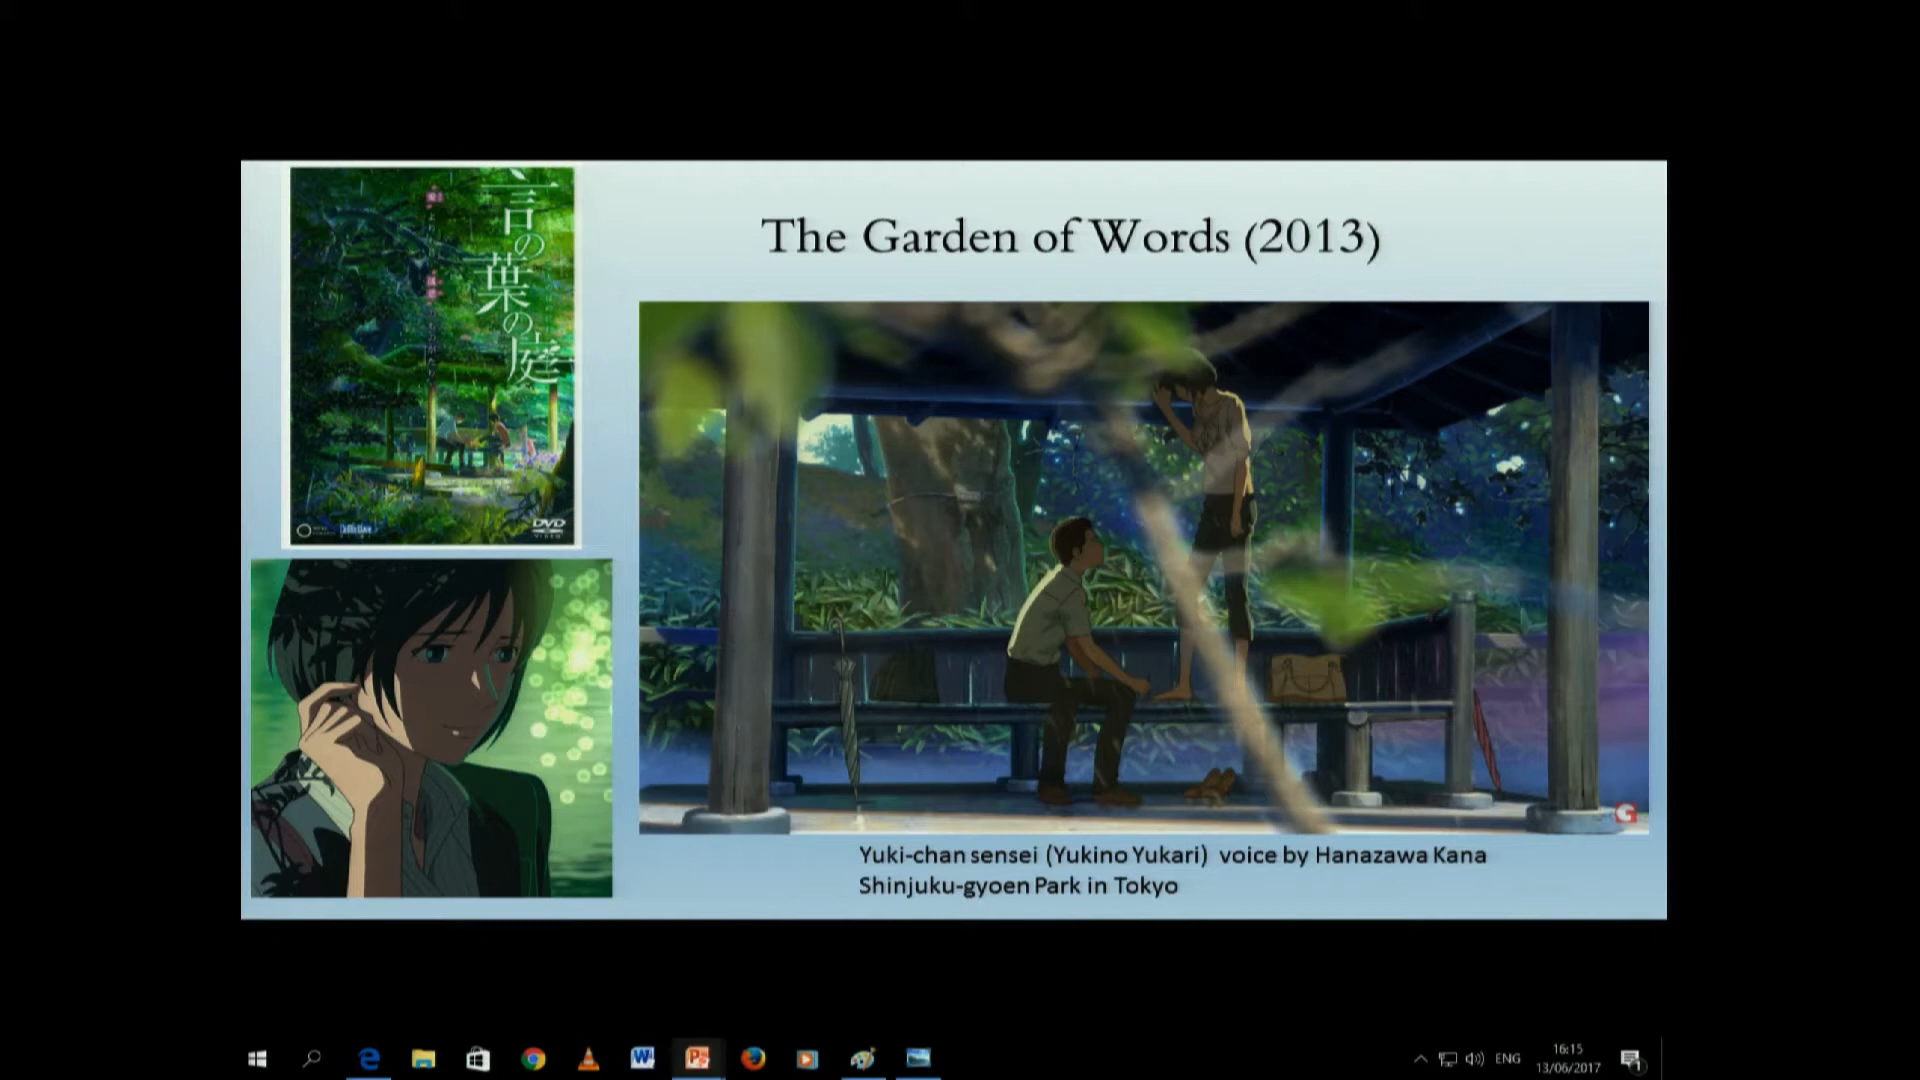 言の葉の庭
DVD
VIDEO
The Garden of Words (2013)
Yuki-chan sensei (Yukino Yukari) voice by Hanazawa Kana
Shinjuku-gyoen Park in Tokyo
ENG
16:15
13/06/2017